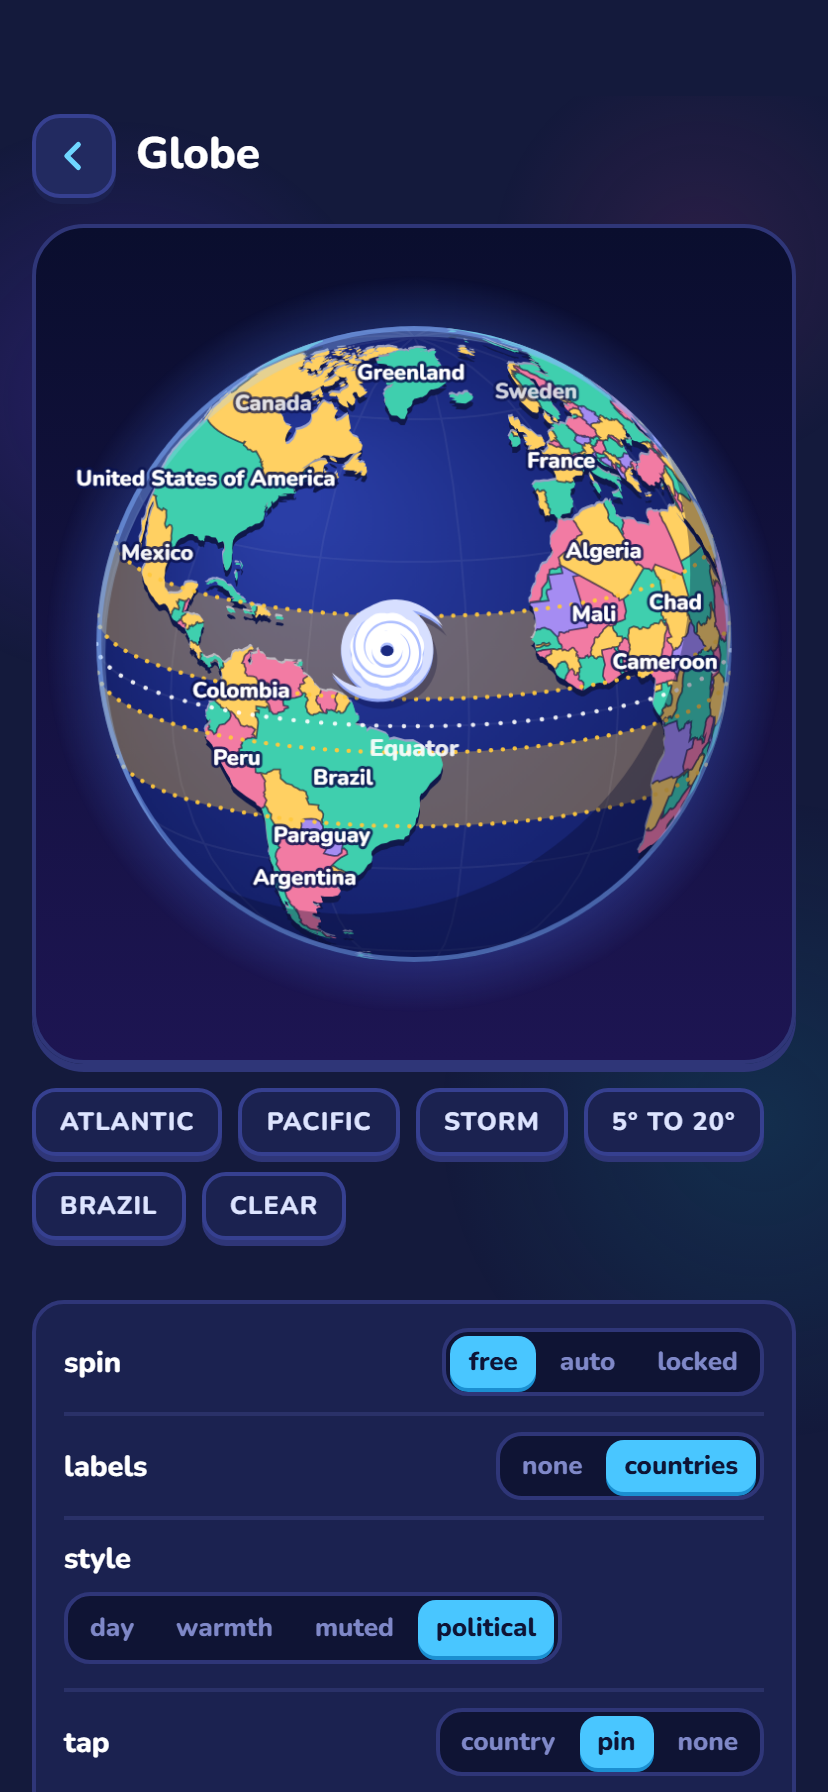 Globe
Greenland
Canada
Sweden
France
United States of America
Mexico
Algeria
Chad
Mali
Cameroon
Colombia
Equator
Peru
Brazil
Paraguay
Argentina
ATLANTIC PACIFIC STORM 5° TO 20°
BRAZIL CLEAR
spin free auto locked
labels none countries
style
day warmth muted political
tap country pin none